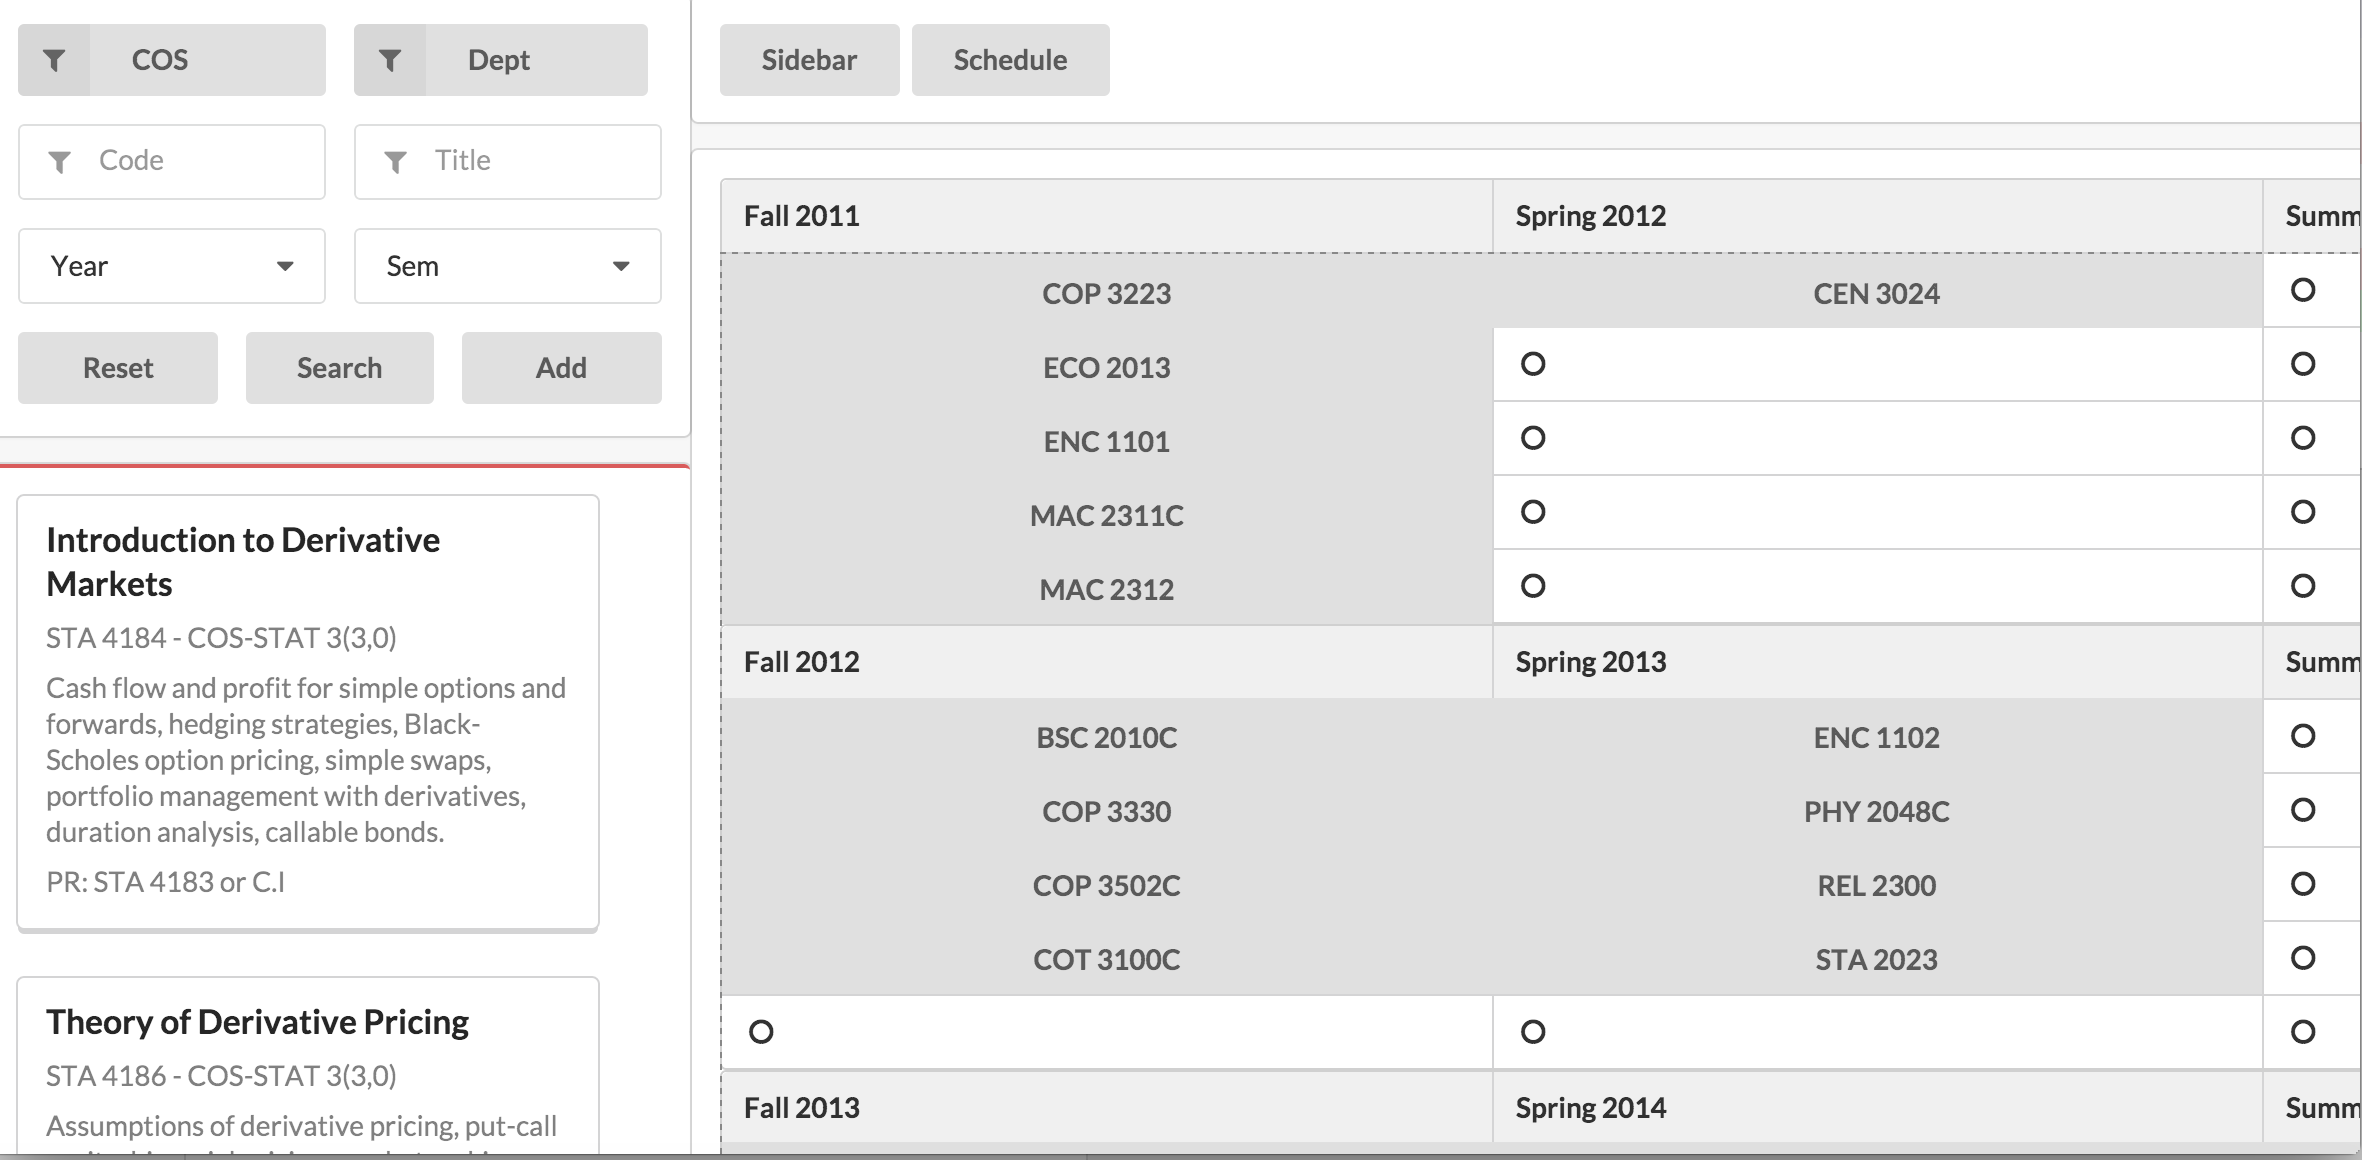 COS
Dept
Code
Title
Year
Sem
Reset
Search
Add
Introduction to Derivative
Markets
STA 4184 - COS-STAT 3(3,0)
Cash flow and profit for simple options and
forwards, hedging strategies, Black-
Scholes option pricing, simple swaps,
portfolio management with derivatives,
duration analysis, callable bonds.
PR: STA 4183 or C.I
Theory of Derivative Pricing
STA 4186 - COS-STAT 3(3,0)
Assumptions of derivative pricing, put-call
Sidebar
Schedule
Fall 2011
Spring 2012
Summ
COP 3223
CEN 3024
ECO 2013
ENC 1101
MAC 2311C
MAC 2312
Fall 2012
Spring 2013
Summ
BSC 2010C
ENC 1102
COP 3330
PHY 2048C
COP 3502C
REL 2300
COT 3100C
STA 2023
Fall 2013
Spring 2014
Summ